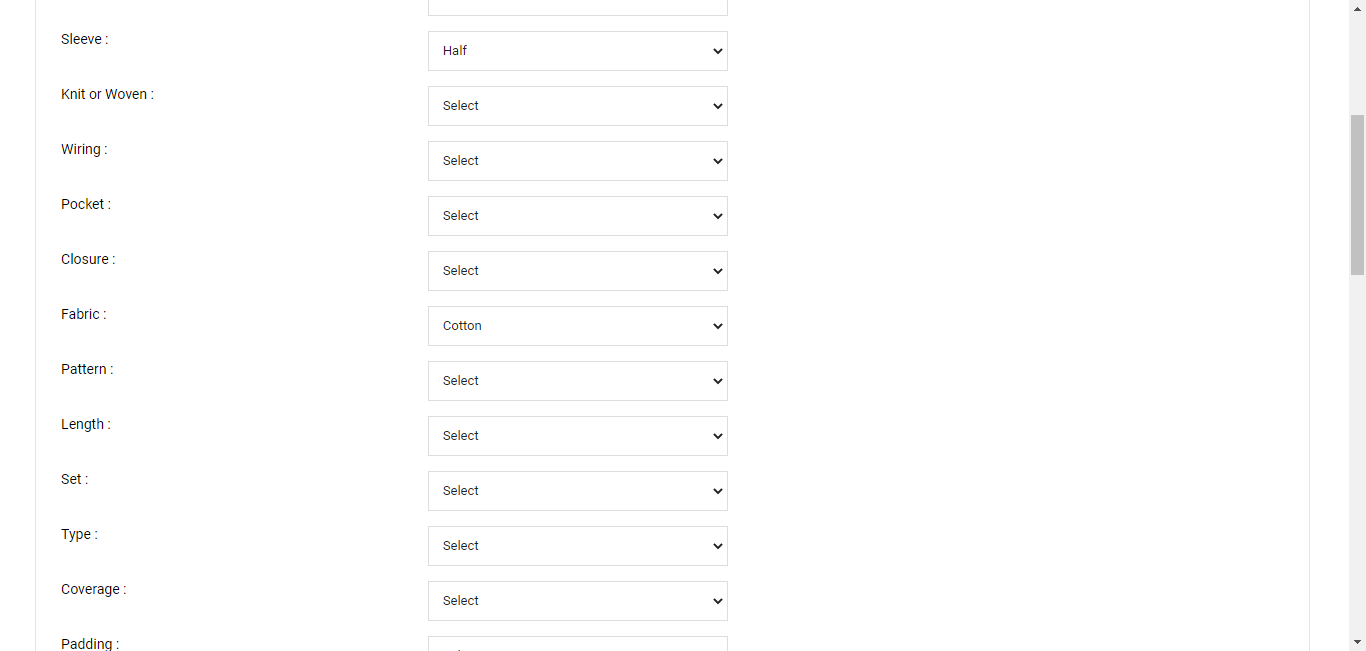 Sleeve :
Half
Knit or Woven :
Select
Wiring :
Select
Pocket :
Select
Closure :
Select
Fabric :
Cotton
Pattern :
Select
Length :
Select
Set :
Select
Type :
Select
Coverage :
Select
Padding :